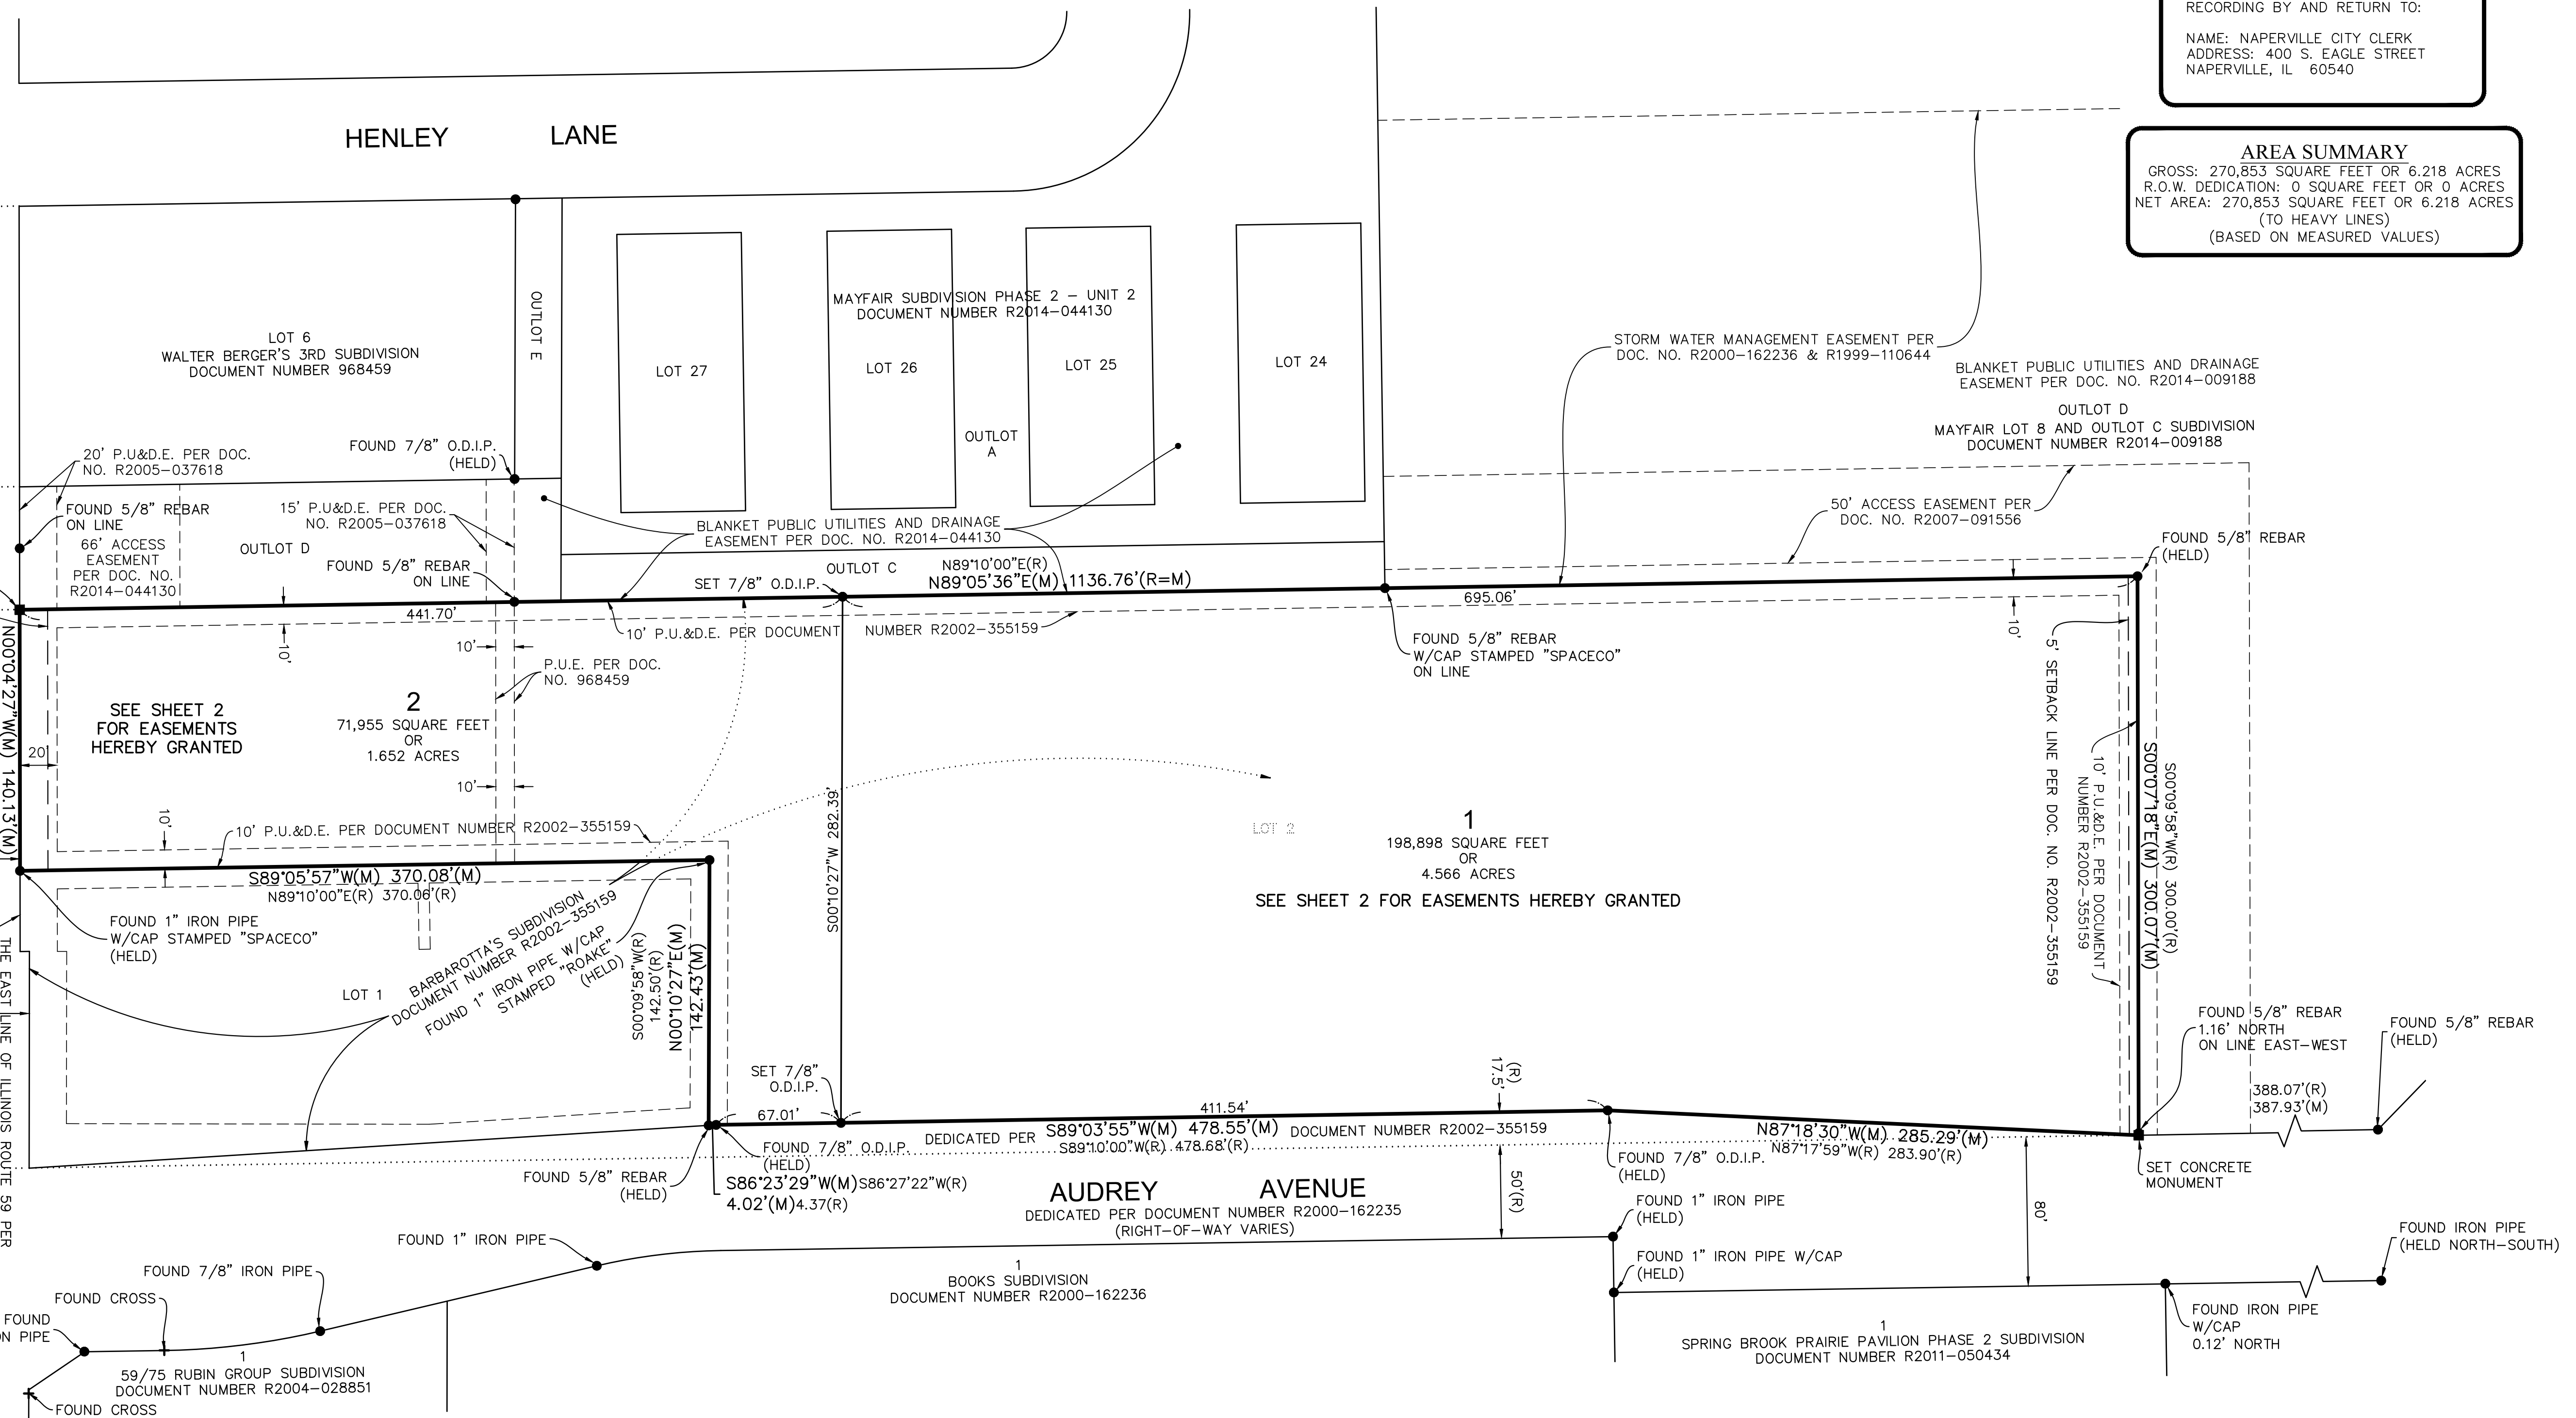 RECORDING BY AND RETURN TO:
NAME: NAPERVILLE CITY CLERK
ADDRESS: 400 S. EAGLE STREET
NAPERVILLE, IL 60540
AREA SUMMARY
GROSS: 270,853 SQUARE FEET OR 6.218 ACRES
R.O.W. DEDICATION: 0 SQUARE FEET OR 0 ACRES
NET AREA: 270,853 SQUARE FEET OR 6.218 ACRES
(TO HEAVY LINES)
(BASED ON MEASURED VALUES)
HENLEY LANE
LOT 6
WALTER BERGER'S 3RD SUBDIVISION
DOCUMENT NUMBER 968459
OUTLOT E
MAYFAIR SUBDIVISION PHASE 2 – UNIT 2
DOCUMENT NUMBER R2014–044130
LOT 27
LOT 26
LOT 25
LOT 24
OUTLOT
A
STORM WATER MANAGEMENT EASEMENT PER
DOC. NO. R2000–162236 & R1999–110644
BLANKET PUBLIC UTILITIES AND DRAINAGE
EASEMENT PER DOC. NO. R2014–009188
OUTLOT D
MAYFAIR LOT 8 AND OUTLOT C SUBDIVISION
DOCUMENT NUMBER R2014–009188
20' P.U.&D.E. PER DOC.
NO. R2005–037618
FOUND 7/8" O.D.I.P.
(HELD)
FOUND 5/8" REBAR
ON LINE
66' ACCESS
EASEMENT
PER DOC. NO.
R2014–044130
15' P.U.&D.E. PER DOC.
NO. R2005–037618
OUTLOT D
FOUND 5/8" REBAR
ON LINE
BLANKET PUBLIC UTILITIES AND DRAINAGE
EASEMENT PER DOC. NO. R2014–044130
50' ACCESS EASEMENT PER
DOC. NO. R2007–091556
FOUND 5/8" REBAR
(HELD)
OUTLOT C
SET 7/8" O.D.I.P.
N89°10'00"E(R)
N89°05'36"E(M) 1136.76'(R=M)
441.70'
695.06'
10'
10'
10' P.U.&D.E. PER DOCUMENT NUMBER R2002–355159
FOUND 5/8" REBAR
W/CAP STAMPED "SPACECO"
ON LINE
10'
P.U.E. PER DOC.
NO. 968459
N00°04'27"W(M) 140.13'(M)
20'
SEE SHEET 2
FOR EASEMENTS
HEREBY GRANTED
2
71,955 SQUARE FEET
OR
1.652 ACRES
10'
10'
10' P.U.&D.E. PER DOCUMENT NUMBER R2002–355159
S00°10'27"W 282.39'
LOT 2
1
198,898 SQUARE FEET
OR
4.566 ACRES
SEE SHEET 2 FOR EASEMENTS HEREBY GRANTED
5' SETBACK LINE PER DOC. NO. R2002–355159
10' P.U.&D.E. PER DOCUMENT
NUMBER R2002–355159
S00°07'18"E(M) 300.07'(M)
S00°09'58"W(R) 300.00'(R)
S89°05'57"W(M) 370.08'(M)
N89°10'00"E(R) 370.06'(R)
FOUND 1" IRON PIPE
W/CAP STAMPED "SPACECO"
(HELD)
THE EAST LINE OF ILLINOIS ROUTE 59 PER
LOT 1
BARBAROTTA'S SUBDIVISION
DOCUMENT NUMBER R2002–355159
FOUND 1" IRON PIPE W/CAP
STAMPED "ROAKE"
(HELD)
S00°09'58"W(R)
142.50'(R)
N00°10'27"E(M)
142.43'(M)
SET 7/8"
O.D.I.P.
67.01'
411.54'
17.5'
(R)
FOUND 5/8" REBAR
1.16' NORTH
ON LINE EAST–WEST
FOUND 5/8" REBAR
(HELD)
388.07'(R)
387.93'(M)
DEDICATED PER S89°03'55"W(M) 478.55'(M) DOCUMENT NUMBER R2002–355159
S89°10'00"W(R) 478.68'(R)
N87°18'30"W(M) 285.29'(M)
N87°17'59"W(R) 283.90'(R)
FOUND 7/8" O.D.I.P.
(HELD)
FOUND 7/8" O.D.I.P.
(HELD)
SET CONCRETE
MONUMENT
FOUND 5/8" REBAR
(HELD)
S86°23'29"W(M) S86°27'22"W(R)
4.02'(M) 4.37(R)
50'(R)
80'
AUDREY AVENUE
DEDICATED PER DOCUMENT NUMBER R2000–162235
(RIGHT–OF–WAY VARIES)
FOUND 1" IRON PIPE
(HELD)
FOUND 1" IRON PIPE
FOUND 1" IRON PIPE W/CAP
(HELD)
FOUND IRON PIPE
(HELD NORTH–SOUTH)
1
BOOKS SUBDIVISION
DOCUMENT NUMBER R2000–162236
FOUND 7/8" IRON PIPE
FOUND CROSS
FOUND
N PIPE
FOUND IRON PIPE
W/CAP
0.12' NORTH
1
SPRING BROOK PRAIRIE PAVILION PHASE 2 SUBDIVISION
DOCUMENT NUMBER R2011–050434
1
59/75 RUBIN GROUP SUBDIVISION
DOCUMENT NUMBER R2004–028851
FOUND CROSS